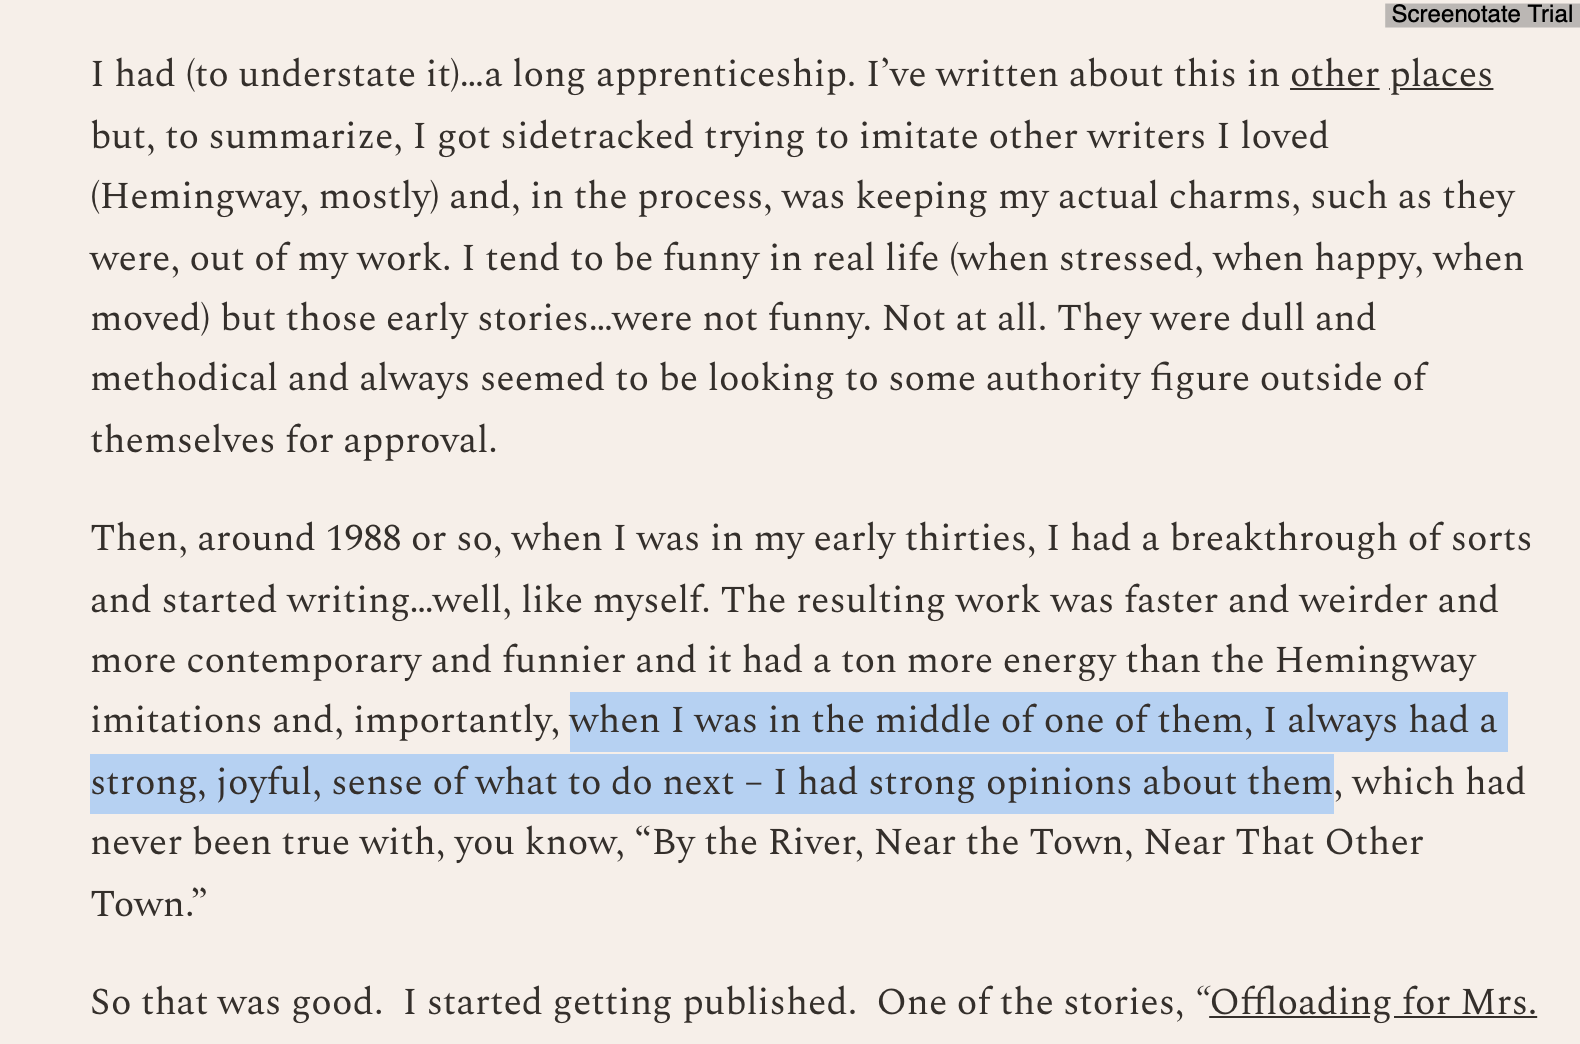 Screenotate Trial
I had (to understate it)…a long apprenticeship. I’ve written about this in other places
but, to summarize, I got sidetracked trying to imitate other writers I loved
(Hemingway, mostly) and, in the process, was keeping my actual charms, such as they
were, out of my work. I tend to be funny in real life (when stressed, when happy, when
moved) but those early stories…were not funny. Not at all. They were dull and
methodical and always seemed to be looking to some authority figure outside of
themselves for approval.
Then, around 1988 or so, when I was in my early thirties, I had a breakthrough of sorts
and started writing…well, like myself. The resulting work was faster and weirder and
more contemporary and funnier and it had a ton more energy than the Hemingway
imitations and, importantly, when I was in the middle of one of them, I always had a
strong, joyful, sense of what to do next – I had strong opinions about them, which had
never been true with, you know, “By the River, Near the Town, Near That Other
Town.”
So that was good.  I started getting published.  One of the stories, “Offloading for Mrs.